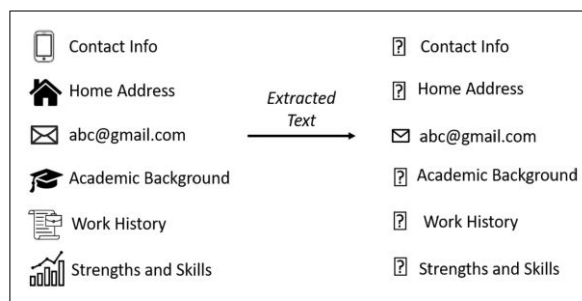 Contact Info
Home Address
abc@gmail.com
Academic Background
Work History
Strengths and Skills
Extracted
Text
? Contact Info
? Home Address
abc@gmail.com
? Academic Background
? Work History
? Strengths and Skills